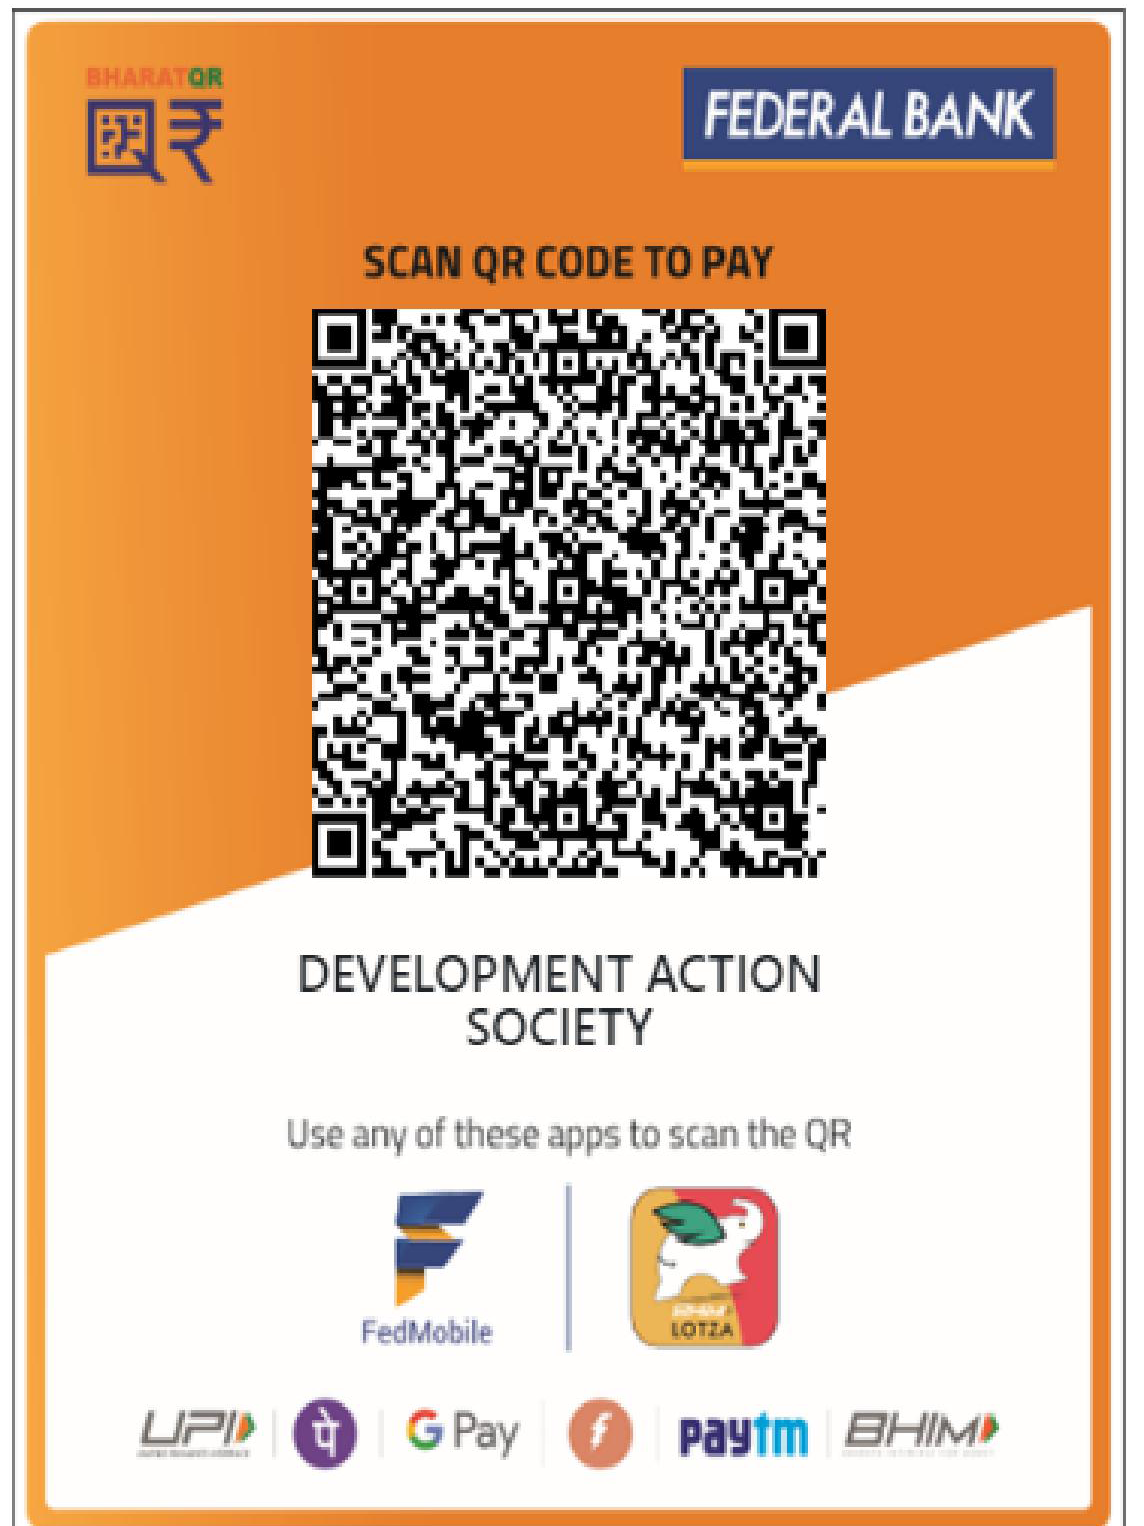 BHARATQR
FEDERAL BANK
SCAN QR CODE TO PAY
DEVELOPMENT ACTION
SOCIETY
Use any of these apps to scan the QR
FedMobile
LOTZA
UPI
पे
G Pay
f
paytm
BHIM